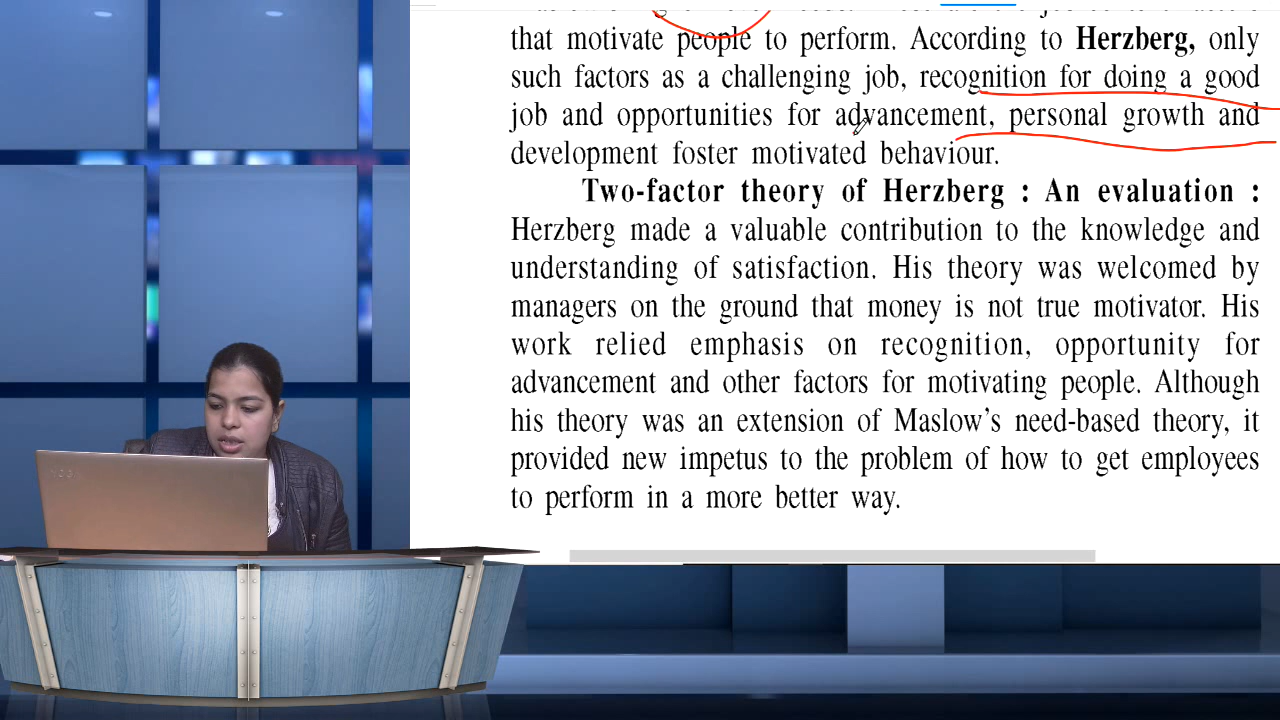 that motivate people to perform. According to Herzberg, only
such factors as a challenging job, recognition for doing a good
job and opportunities for advancement, personal growth and
development foster motivated behaviour.
Two-factor theory of Herzberg : An evaluation :
Herzberg made a valuable contribution to the knowledge and
understanding of satisfaction. His theory was welcomed by
managers on the ground that money is not true motivator. His
work relied emphasis on recognition, opportunity for
advancement and other factors for motivating people. Although
his theory was an extension of Maslow's need-based theory, it
provided new impetus to the problem of how to get employees
to perform in a more better way.